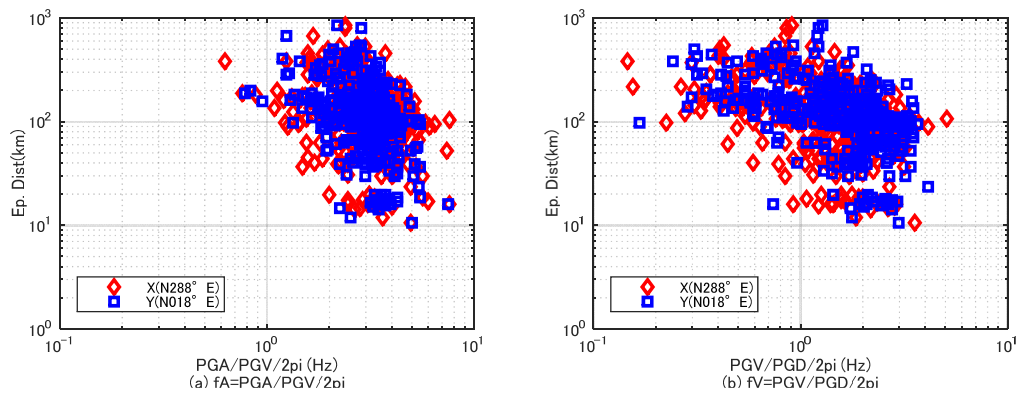 10³
10²
10¹
10⁰
Ep. Dist(km)
10⁻¹
10⁰
10¹
X(N288° E)
Y(N018° E)
PGA/PGV/2pi (Hz)
(a) fA=PGA/PGV/2pi
10³
10²
10¹
10⁰
Ep. Dist(km)
10⁻¹
10⁰
10¹
X(N288° E)
Y(N018° E)
PGV/PGD/2pi (Hz)
(b) fV=PGV/PGD/2pi